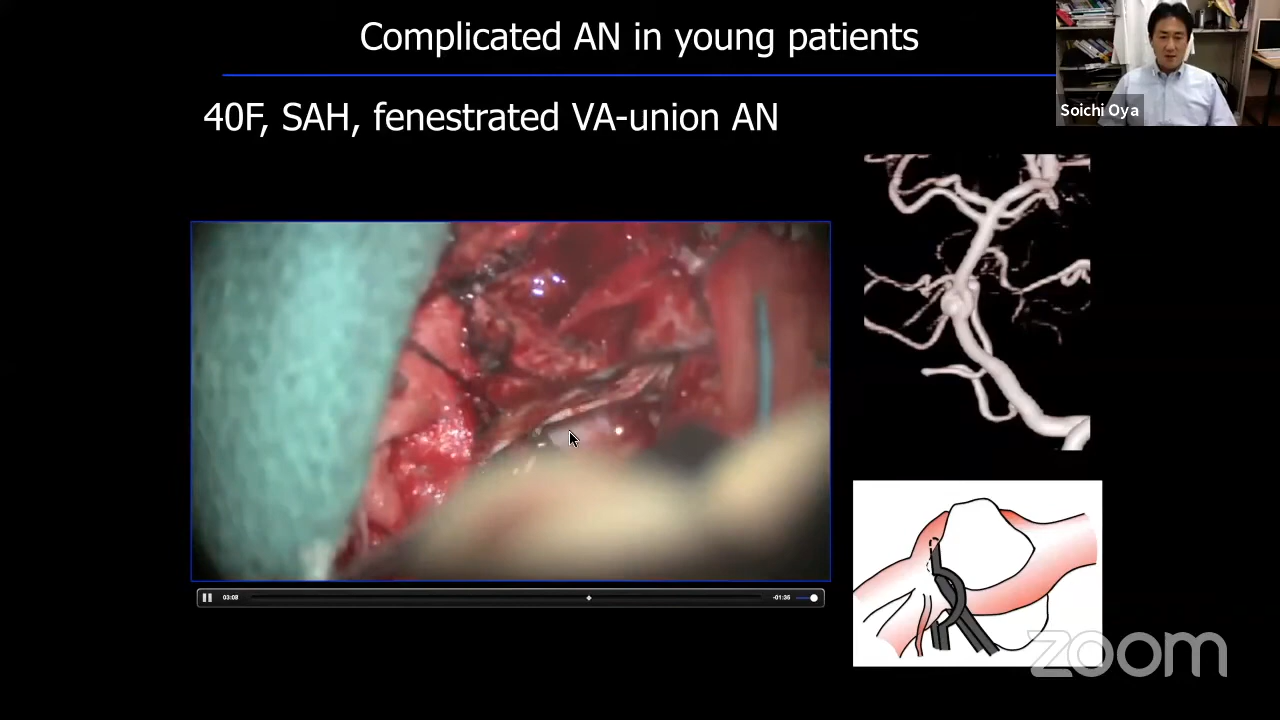 Complicated AN in young patients
Soichi Oya
40F, SAH, fenestrated VA-union AN
03:08
-01:36
zoom